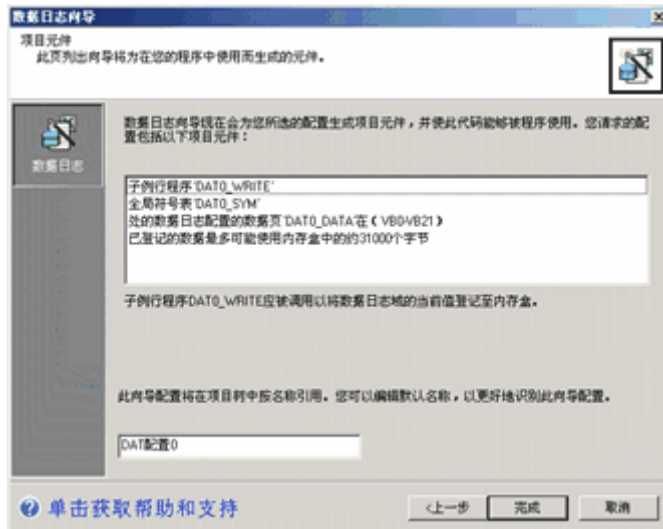 数据日志向导
项目元件
此页列出向导将为在您的程序中使用而生成的元件。
数据日志
数据日志向导现在会为您所选的配置生成项目元件，并使此代码能够被程序使用。您请求的配
置包括以下项目元件：
子例行程序'DAT0_WRITE'
全局符号表'DAT0_SYM'
处的数据日志配置的数据页'DAT0_DATA'在（VB0-VB21）
已登记的数据最多可能使用内存盒中的约31000个字节
子例行程序DAT0_WRITE应被调用以将数据日志域的当前值登记至内存盒。
此向导配置将在项目树中按名称引用。您可以编辑默认名称，以更好地识别此向导配置。
DAT配置0
单击获取帮助和支持
<上一步
完成
取消